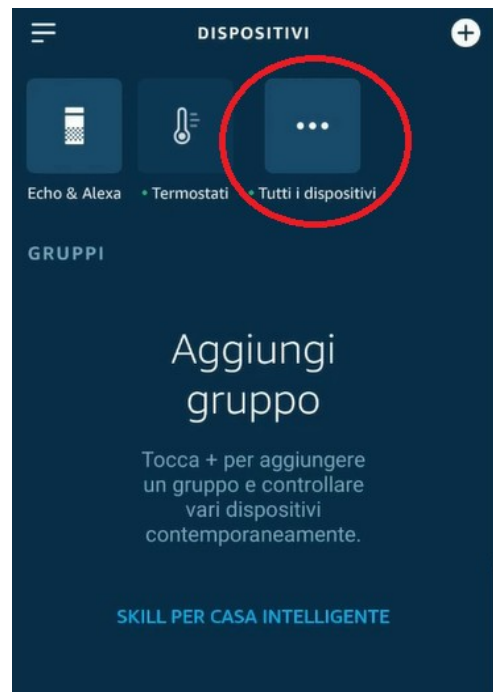 DISPOSITIVI
Echo & Alexa
• Termostati
• Tutti i dispositivi
GRUPPI
Aggiungi
gruppo
Tocca + per aggiungere
un gruppo e controllare
vari dispositivi
contemporaneamente.
SKILL PER CASA INTELLIGENTE